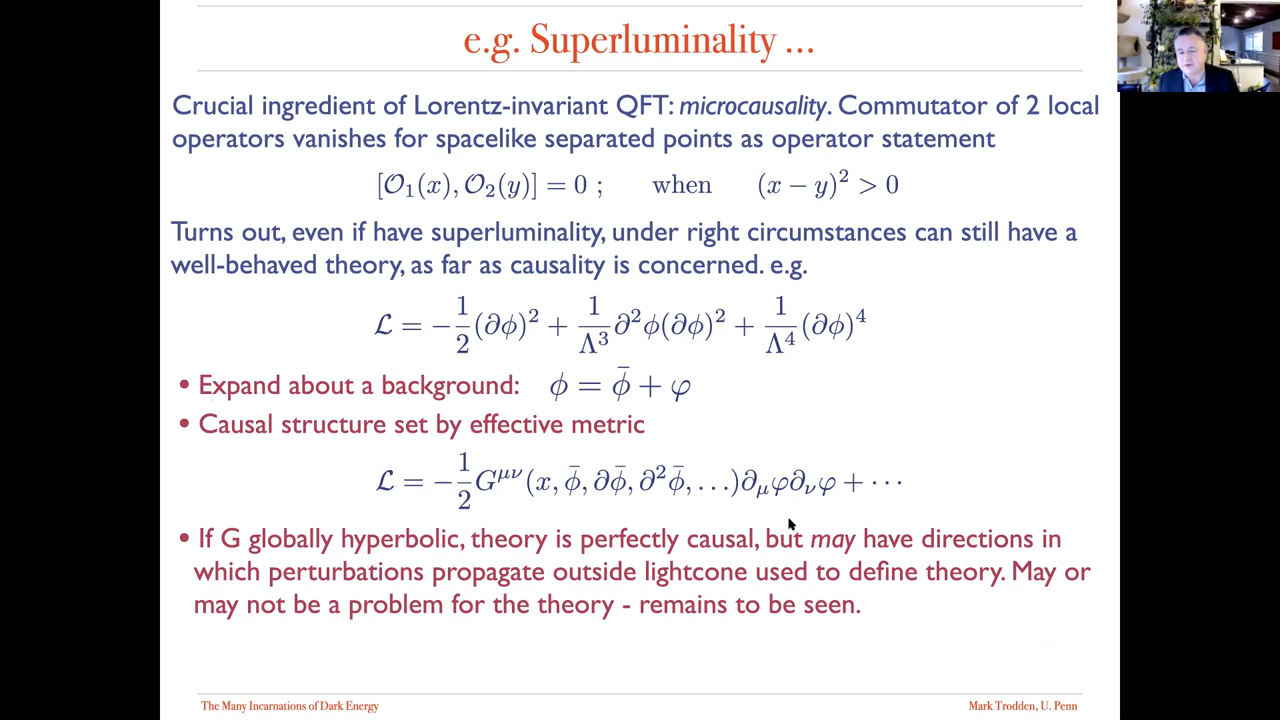 e.g. Superluminality ...
Crucial ingredient of Lorentz-invariant QFT: microcausality. Commutator of 2 local
operators vanishes for spacelike separated points as operator statement
[𝒪₁(x), 𝒪₂(y)] = 0 ; when (x − y)² > 0
Turns out, even if have superluminality, under right circumstances can still have a
well-behaved theory, as far as causality is concerned. e.g.
ℒ = −1/2(∂ϕ)² + 1/Λ³ ∂²ϕ(∂ϕ)² + 1/Λ⁴ (∂ϕ)⁴
• Expand about a background: ϕ = ϕ̄ + φ
• Causal structure set by effective metric
ℒ = −1/2 G^{μν}(x, ϕ̄, ∂ϕ̄, ∂²ϕ̄, . . .)∂_μφ∂_νφ + · · ·
• If G globally hyperbolic, theory is perfectly causal, but may have directions in
which perturbations propagate outside lightcone used to define theory. May or
may not be a problem for the theory - remains to be seen.
The Many Incarnations of Dark Energy
Mark Trodden, U. Penn